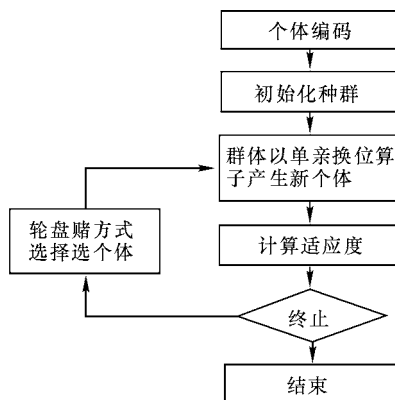 个体编码
初始化种群
群体以单亲换位算
子产生新个体
计算适应度
轮盘赌方式
选择选个体
终止
结束